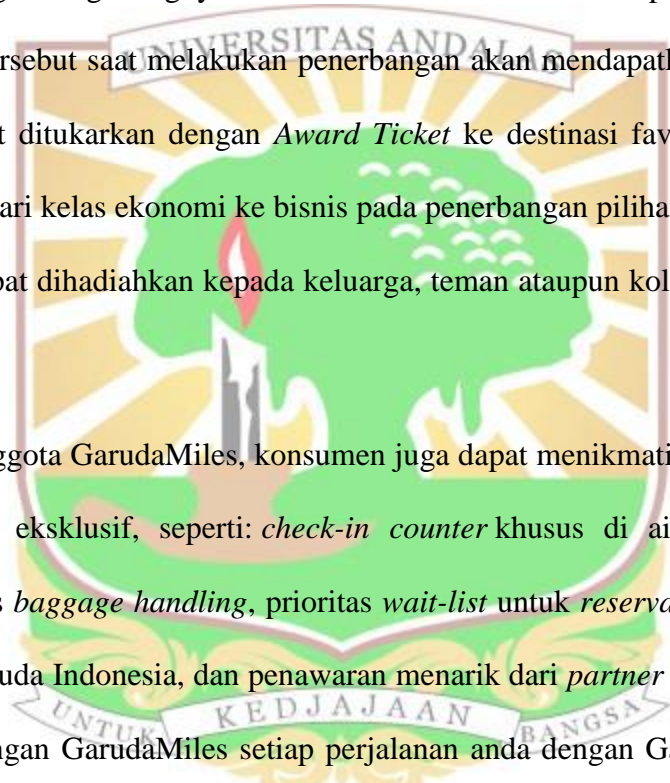 UNIVERSITAS ANDALAS
rsebut saat melakukan penerbangan akan mendapatk
t ditukarkan dengan Award Ticket ke destinasi fav
ari kelas ekonomi ke bisnis pada penerbangan piliha
pat dihadiahkan kepada keluarga, teman ataupun kol
ggota GarudaMiles, konsumen juga dapat menikmati
eksklusif, seperti: check-in counter khusus di ai
s baggage handling, prioritas wait-list untuk reserva
uda Indonesia, dan penawaran menarik dari partner
UNTUK KEDJAJAAN BANGSA
ngan GarudaMiles setiap perjalanan anda dengan Ga